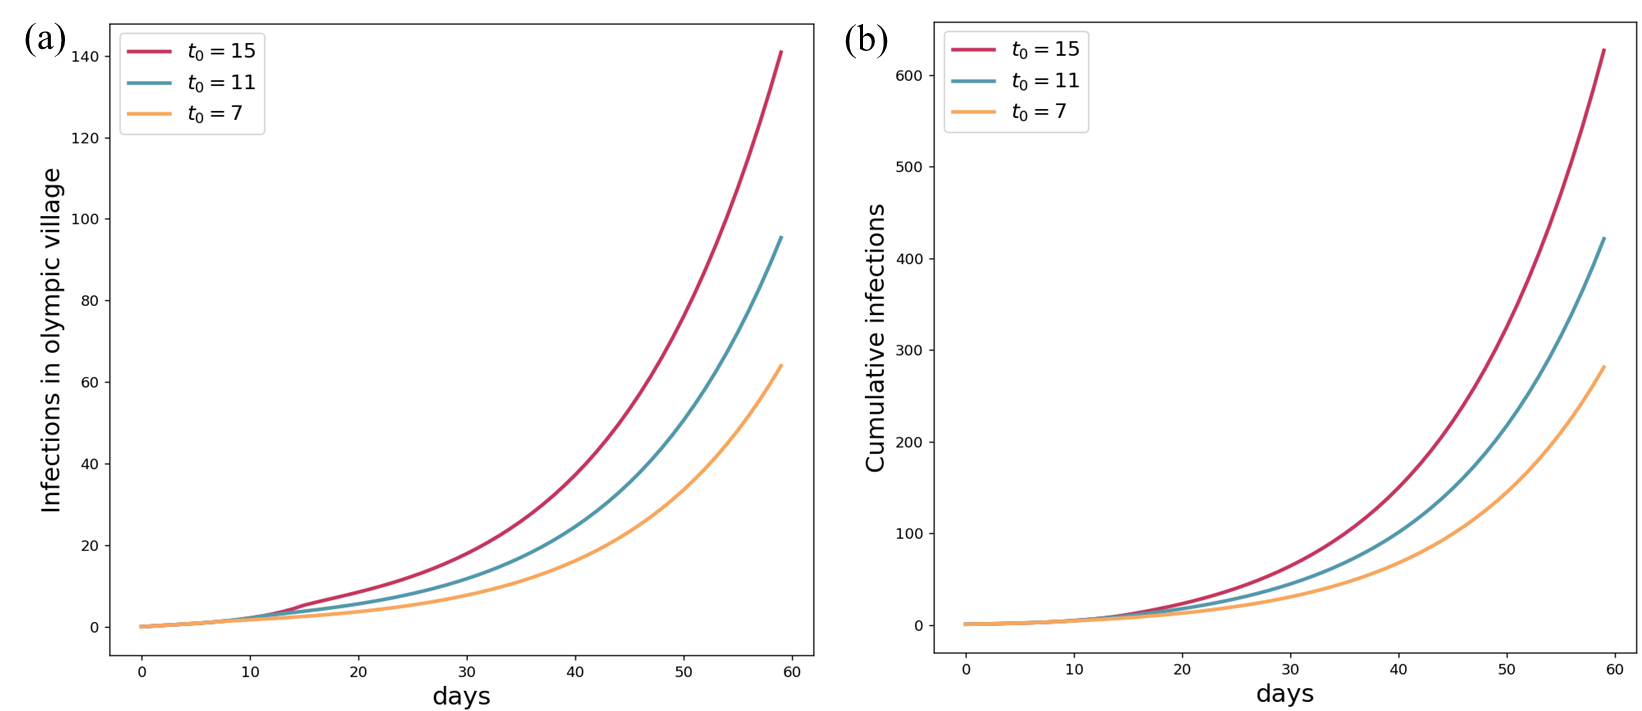 (a)
t₀ = 15
t₀ = 11
t₀ = 7
Infections in olympic village
140
120
100
80
60
40
20
0
0 10 20 30 40 50 60
days
(b)
t₀ = 15
t₀ = 11
t₀ = 7
Cumulative infections
600
500
400
300
200
100
0
0 10 20 30 40 50 60
days